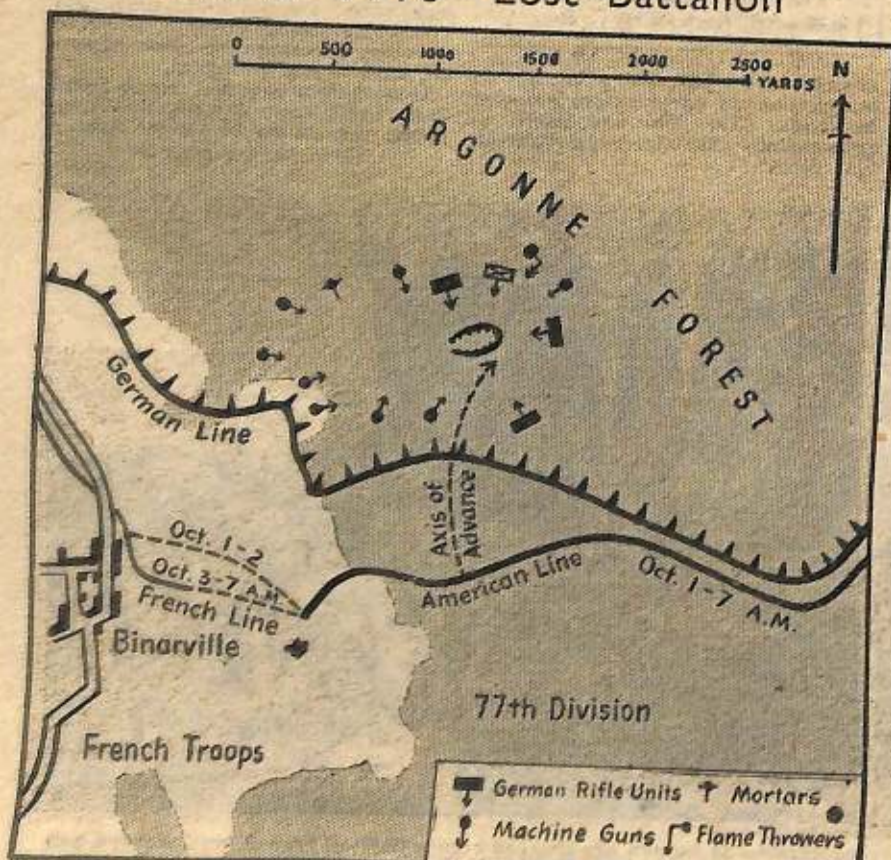 Lost Battalion
0 500 1000 1500 2000 2500
YARDS
N
ARGONNE
FOREST
German Line
Axis of
Advance
Oct. 1-2
Oct. 3-7 A.M.
French Line
American Line
Oct. 1-7 A.M.
Binarville
77th Division
French Troops
German Rifle Units
Mortars
Machine Guns
Flame Throwers